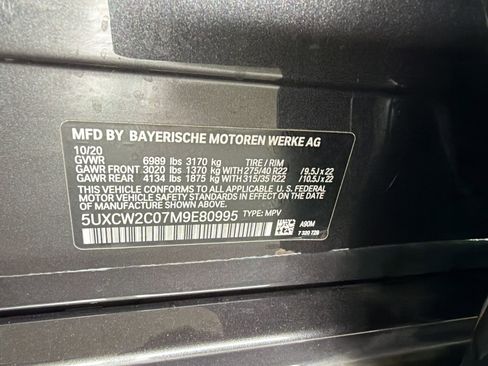 MFD BY BAYERISCHE MOTOREN WERKE AG
10/20
GVWR 6989 lbs 3170 kg TIRE / RIM
GAWR FRONT 3020 lbs 1370 kg WITH 275/40 R22 / 9.5J x 22
GAWR REAR 4134 lbs 1875 kg WITH 315/35 R22 / 10.5J x 22
THIS VEHICLE CONFORMS TO ALL APPLICABLE U. S. FEDERAL
MOTOR VEHICLE SAFETY STANDARDS IN EFFECT ON THE
DATE OF MANUFACTURE SHOWN ABOVE.
5UXCW2C07M9E80995 TYPE: MPV
A90M
7 320 726